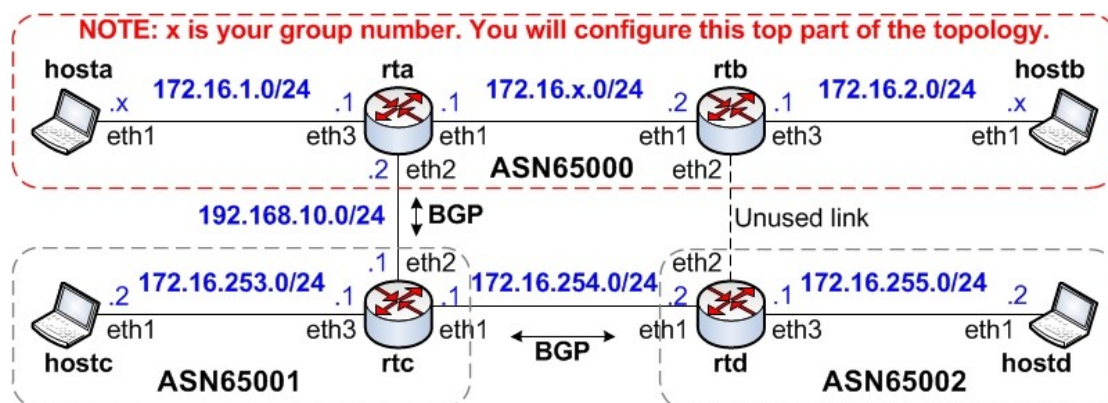 NOTE: x is your group number. You will configure this top part of the topology.
hosta
172.16.1.0/24
rta
172.16.x.0/24
rtb
172.16.2.0/24
hostb
.x
.1
.1
.2
.1
.x
eth1
eth3
eth1
eth1
eth3
eth1
.2
eth2
ASN65000
eth2
192.168.10.0/24
BGP
Unused link
.1
eth2
eth2
172.16.253.0/24
172.16.254.0/24
172.16.255.0/24
.2
.1
.1
.2
.1
.2
eth1
eth3
eth1
eth1
eth3
eth1
hostc
rtc
BGP
rtd
hostd
ASN65001
ASN65002